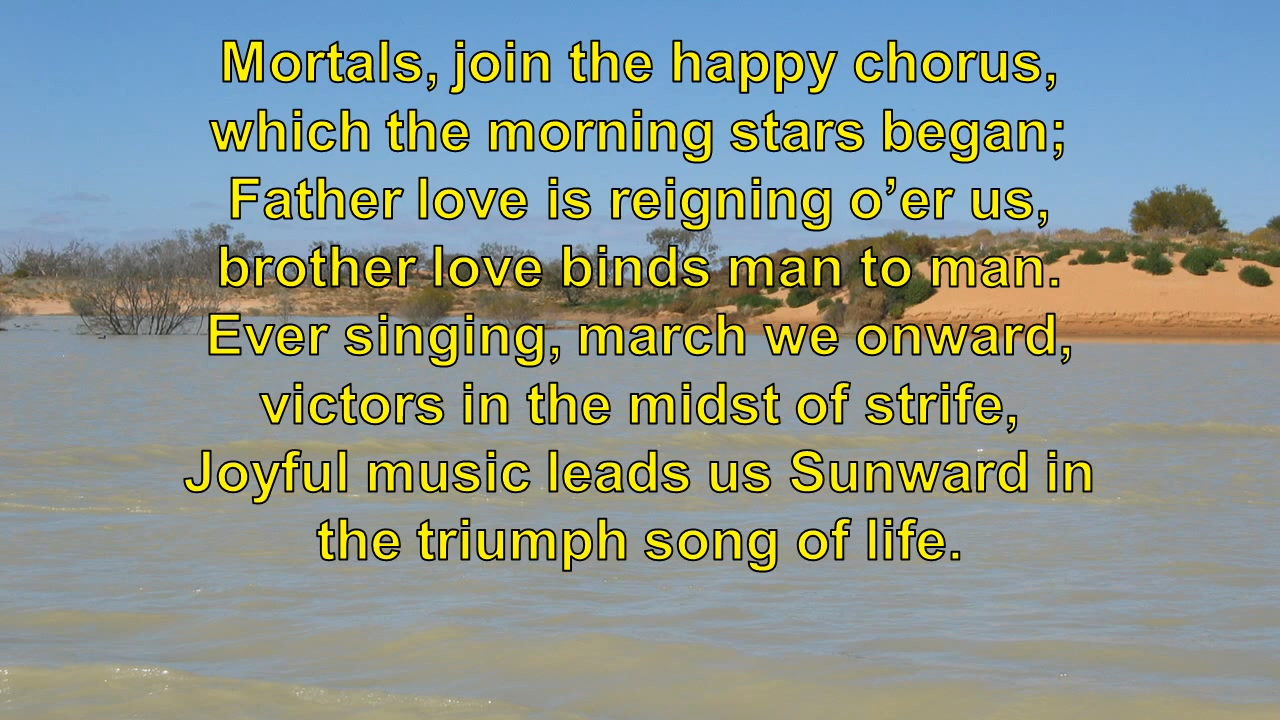 Mortals, join the happy chorus,
which the morning stars began;
Father love is reigning o’er us,
brother love binds man to man.
Ever singing, march we onward,
victors in the midst of strife,
Joyful music leads us Sunward in
the triumph song of life.